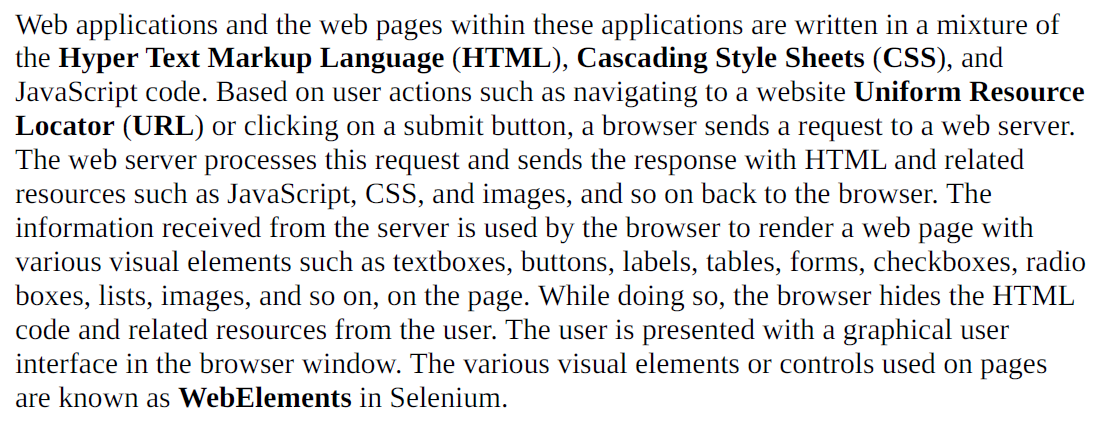 Web applications and the web pages within these applications are written in a mixture of
the Hyper Text Markup Language (HTML), Cascading Style Sheets (CSS), and
JavaScript code. Based on user actions such as navigating to a website Uniform Resource
Locator (URL) or clicking on a submit button, a browser sends a request to a web server.
The web server processes this request and sends the response with HTML and related
resources such as JavaScript, CSS, and images, and so on back to the browser. The
information received from the server is used by the browser to render a web page with
various visual elements such as textboxes, buttons, labels, tables, forms, checkboxes, radio
boxes, lists, images, and so on, on the page. While doing so, the browser hides the HTML
code and related resources from the user. The user is presented with a graphical user
interface in the browser window. The various visual elements or controls used on pages
are known as WebElements in Selenium.